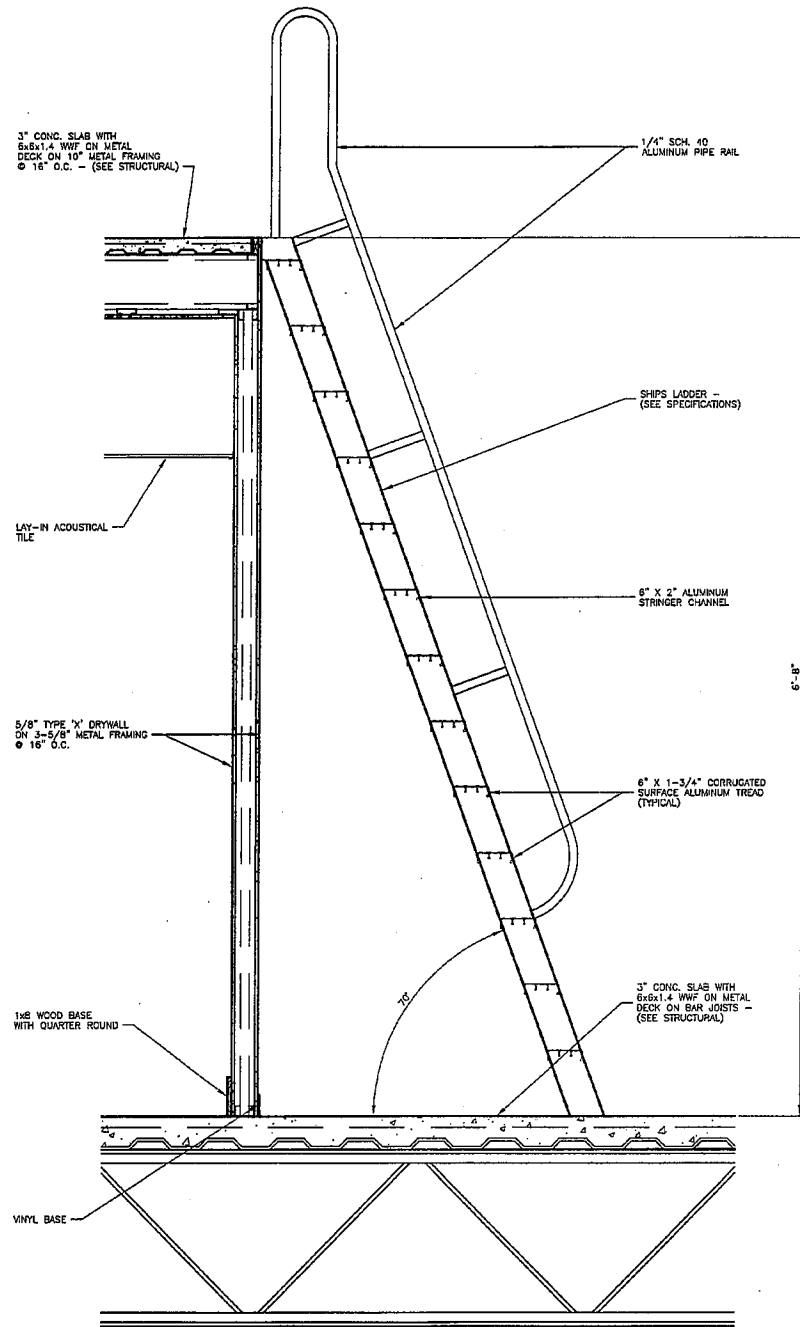 3" CONC. SLAB WITH
6x6x1.4 WWF ON METAL
DECK ON 10" METAL FRAMING
@ 16" O.C. - (SEE STRUCTURAL)
1/4" SCH. 40
ALUMINUM PIPE RAIL
SHIPS LADDER -
(SEE SPECIFICATIONS)
LAY-IN ACOUSTICAL
TILE
6" X 2" ALUMINUM
STRINGER CHANNEL
6'-8"
5/8" TYPE 'X' DRYWALL
ON 3-5/8" METAL FRAMING
@ 16" O.C.
6" X 1-3/4" CORRUGATED
SURFACE ALUMINUM TREAD
(TYPICAL)
70°
3" CONC. SLAB WITH
6x6x1.4 WWF ON METAL
DECK ON BAR JOISTS -
(SEE STRUCTURAL)
1x8 WOOD BASE
WITH QUARTER ROUND
VINYL BASE